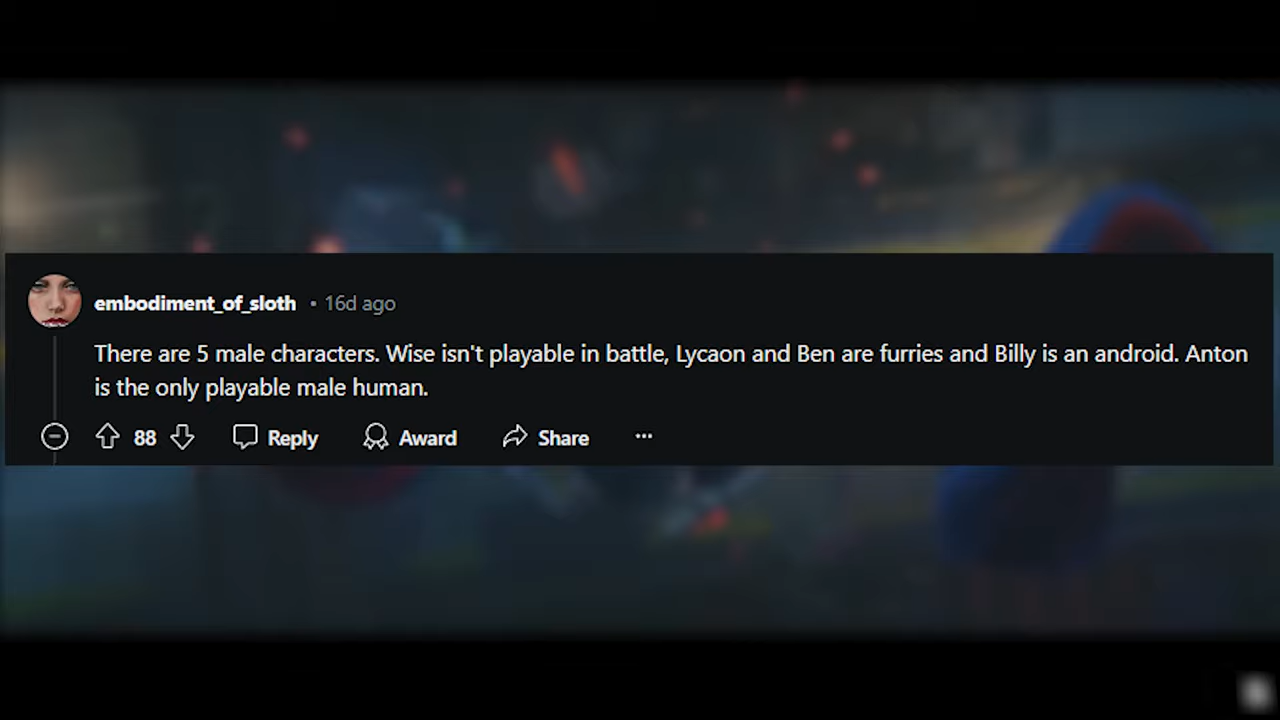 embodiment_of_sloth • 16d ago
There are 5 male characters. Wise isn't playable in battle, Lycaon and Ben are furries and Billy is an android. Anton
is the only playable male human.
88 Reply Award Share ...